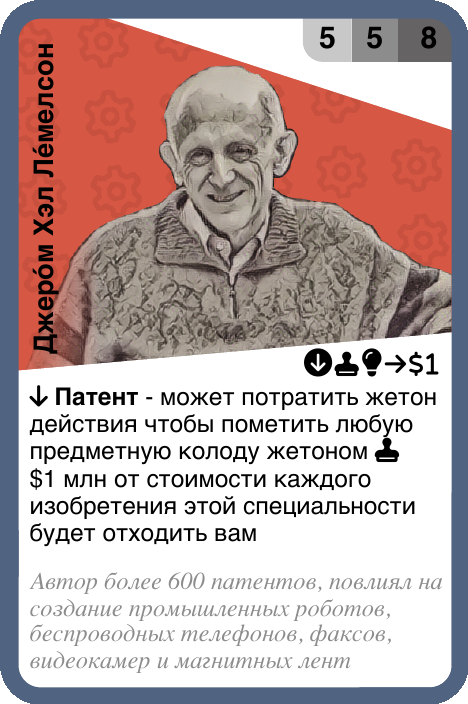 5 5 8
Джеро́м Хэл Ле́мелсон
→$1
↓ Патент - может потратить жетон
действия чтобы пометить любую
предметную колоду жетоном
$1 млн от стоимости каждого
изобретения этой специальности
будет отходить вам
Автор более 600 патентов, повлиял на
создание промышленных роботов,
беспроводных телефонов, факсов,
видеокамер и магнитных лент